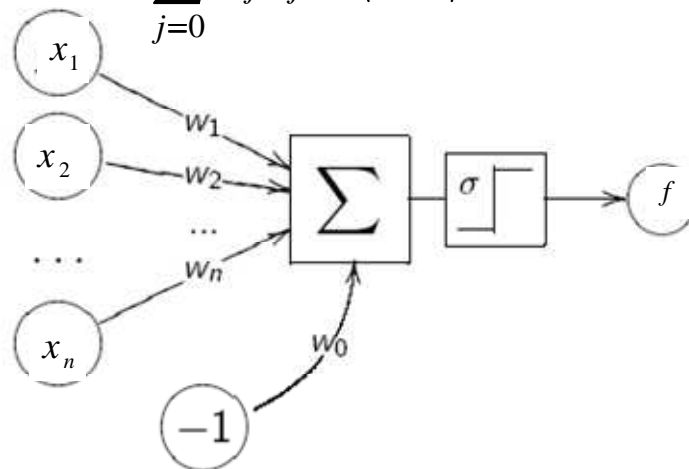 j=0
x₁
w₁
x₂
w₂
Σ
σ
f
...
...
wₙ
xₙ
w₀
−1